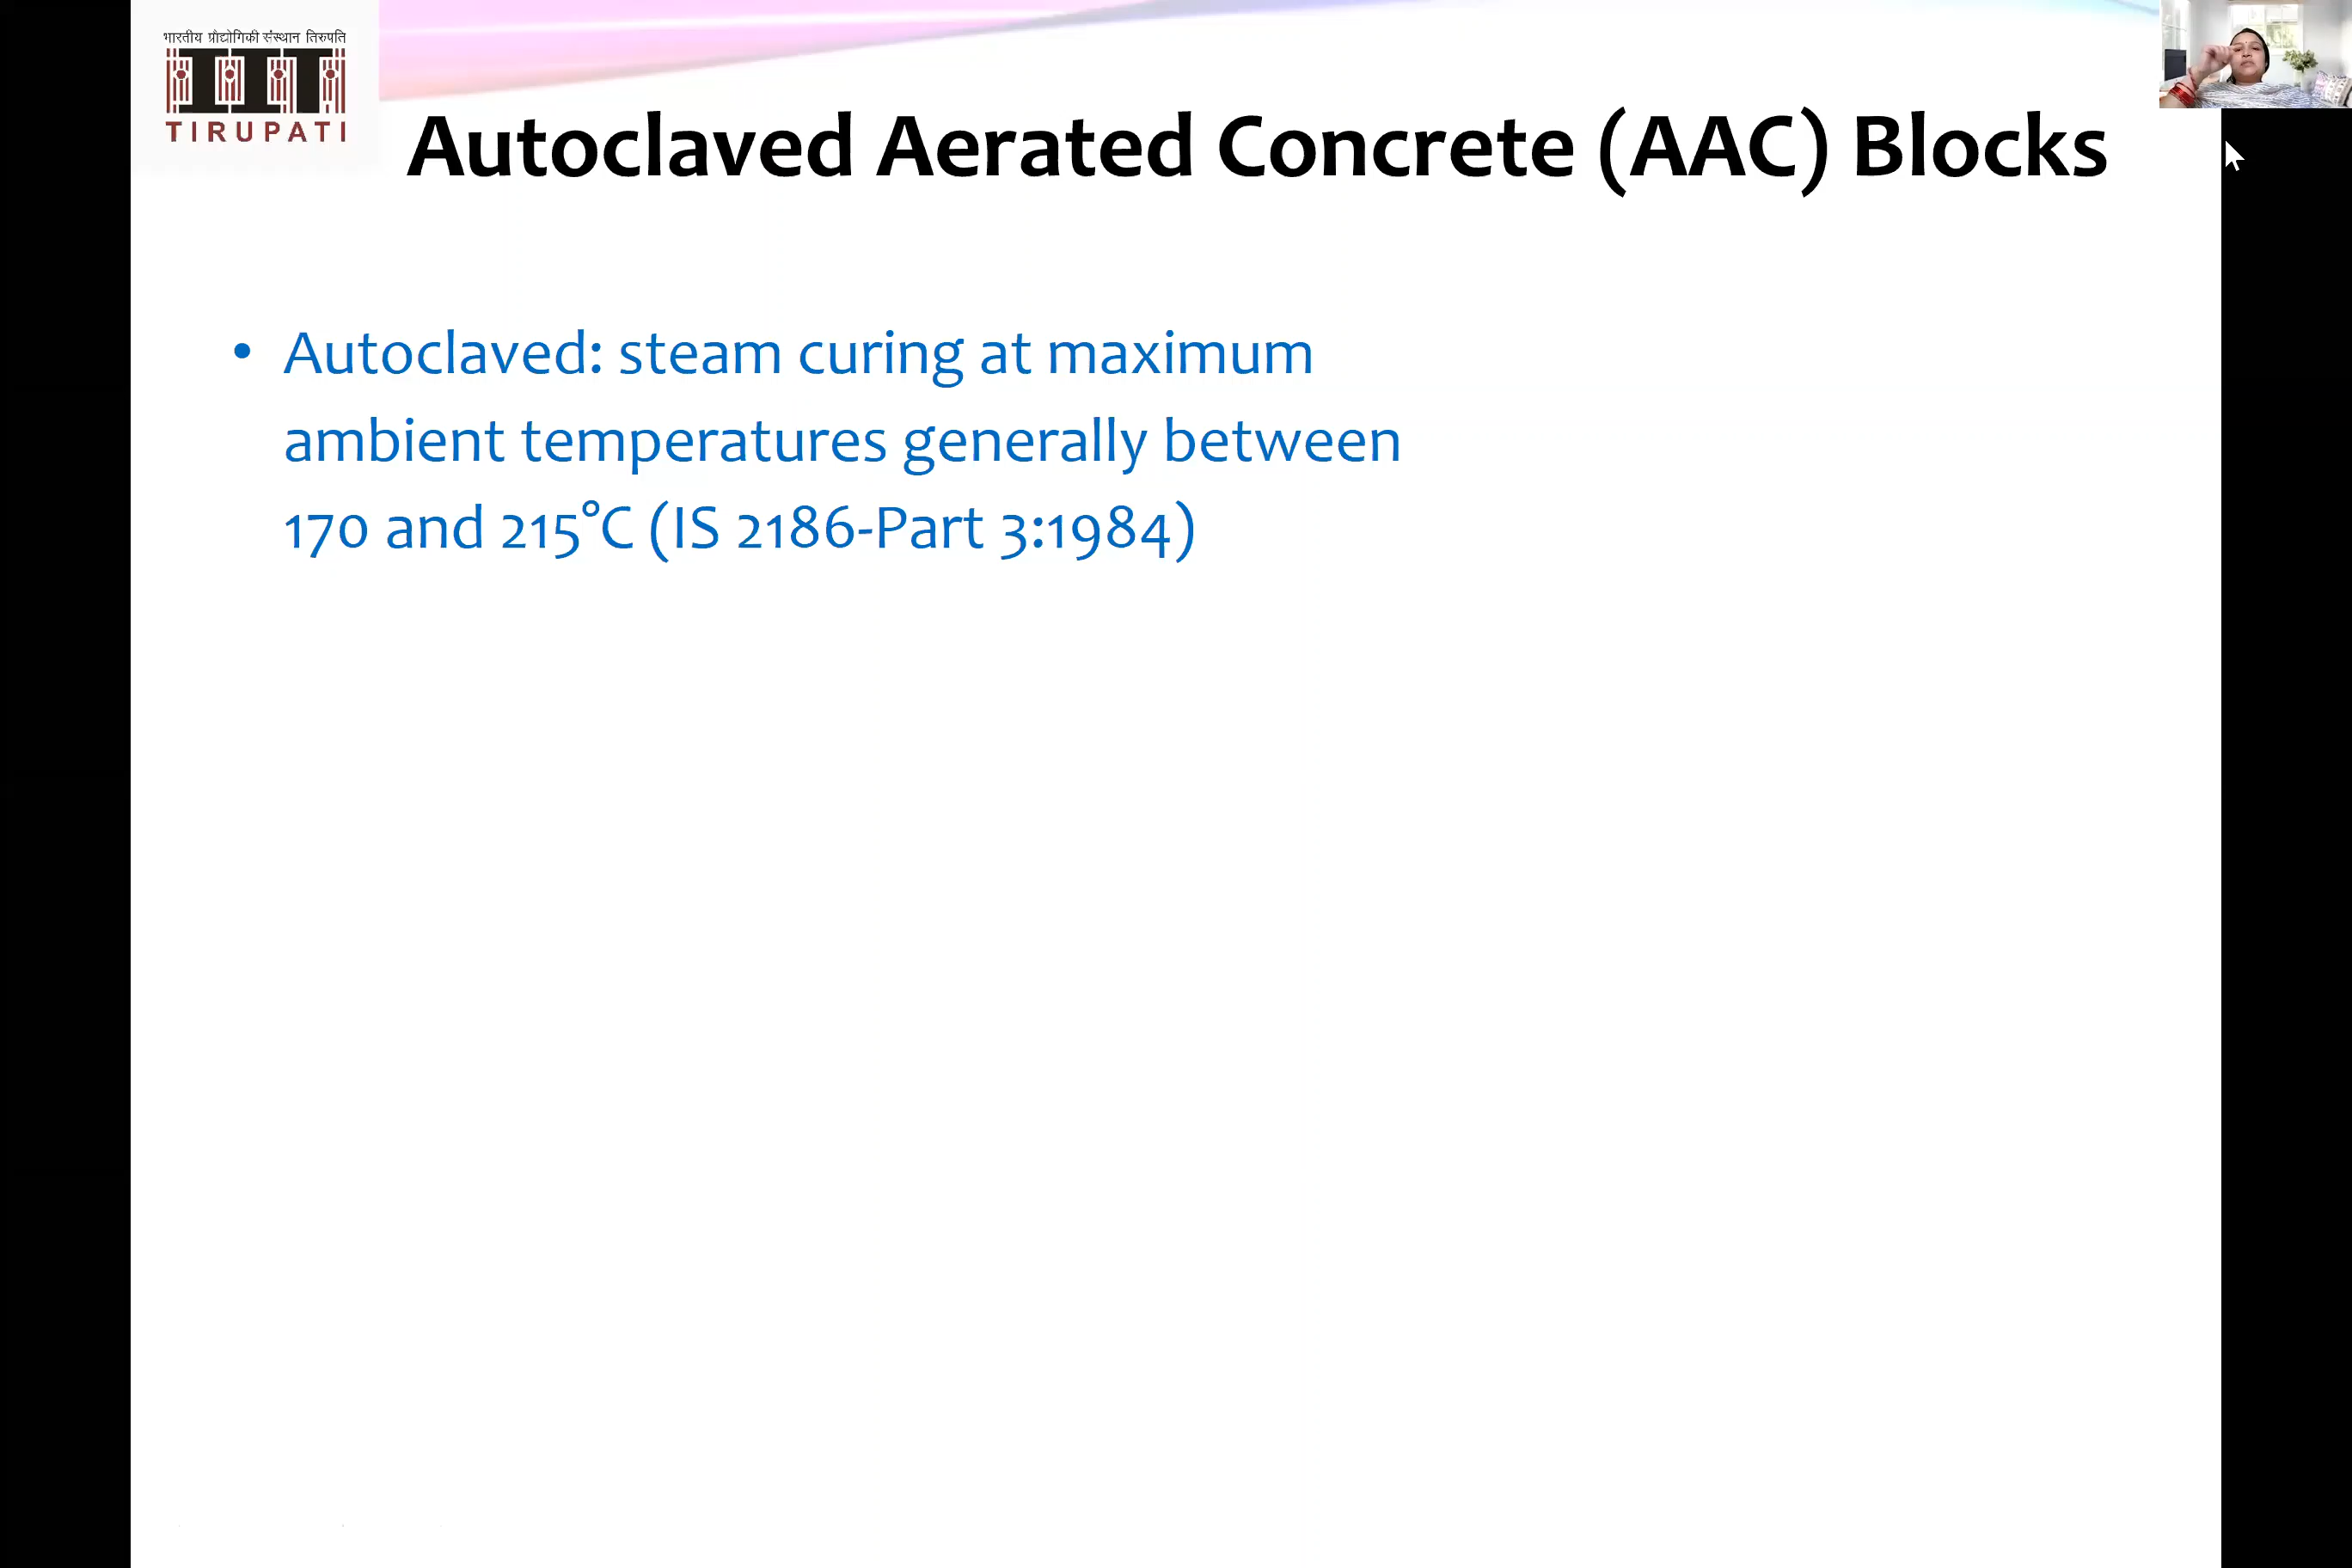 भारतीय प्रौद्योगिकी संस्थान तिरुपति
IIT
TIRUPATI
Autoclaved Aerated Concrete (AAC) Blocks
• Autoclaved: steam curing at maximum
ambient temperatures generally between
170 and 215°C (IS 2186-Part 3:1984)